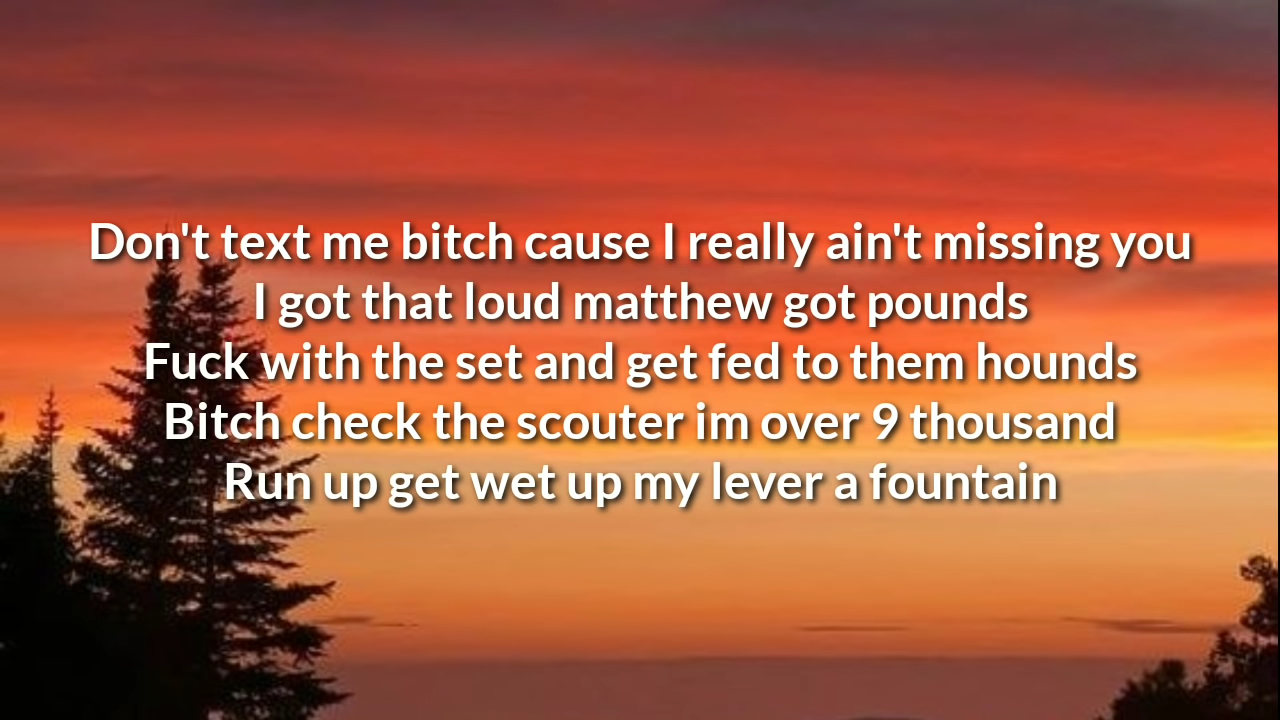 Don't text me bitch cause I really ain't missing you
I got that loud matthew got pounds
Fuck with the set and get fed to them hounds
Bitch check the scouter im over 9 thousand
Run up get wet up my lever a fountain